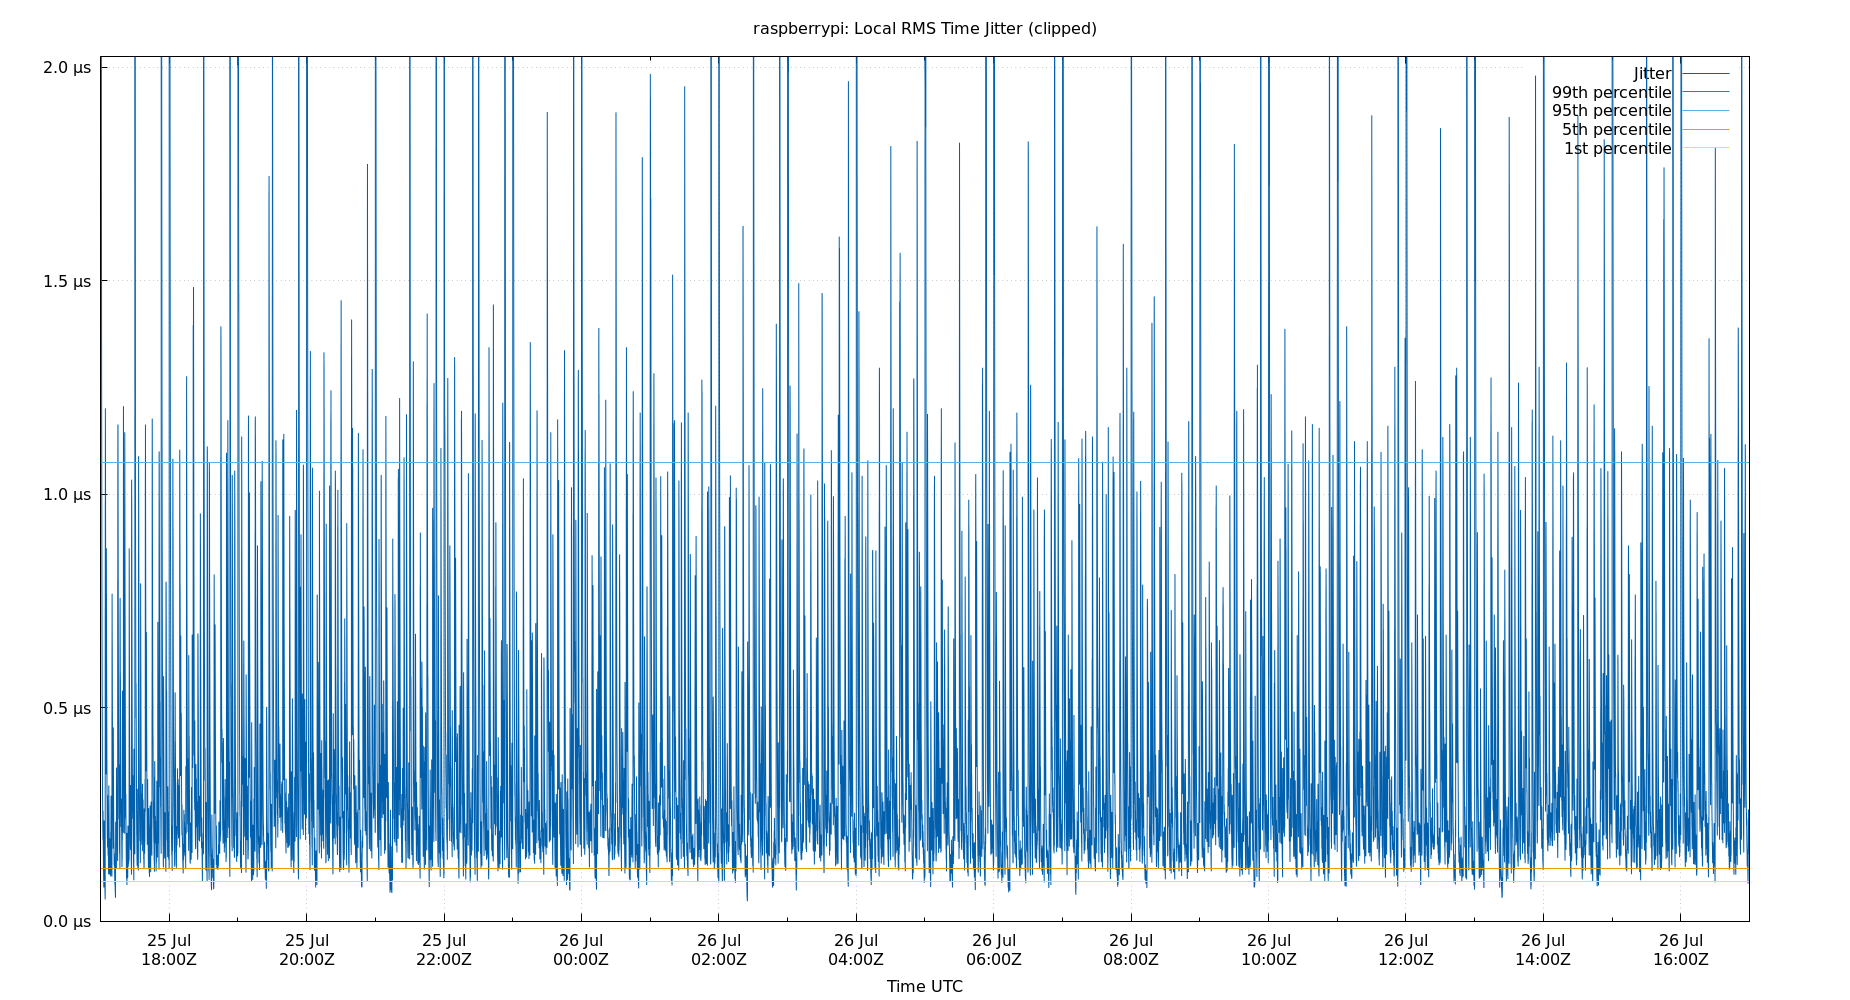 raspberrypi: Local RMS Time Jitter (clipped)
2.0 µs
1.5 µs
1.0 µs
0.5 µs
0.0 µs
Jitter
99th percentile
95th percentile
5th percentile
1st percentile
25 Jul 25 Jul 25 Jul 26 Jul 26 Jul 26 Jul 26 Jul 26 Jul 26 Jul 26 Jul 26 Jul 26 Jul
18:00Z 20:00Z 22:00Z 00:00Z 02:00Z 04:00Z 06:00Z 08:00Z 10:00Z 12:00Z 14:00Z 16:00Z
Time UTC